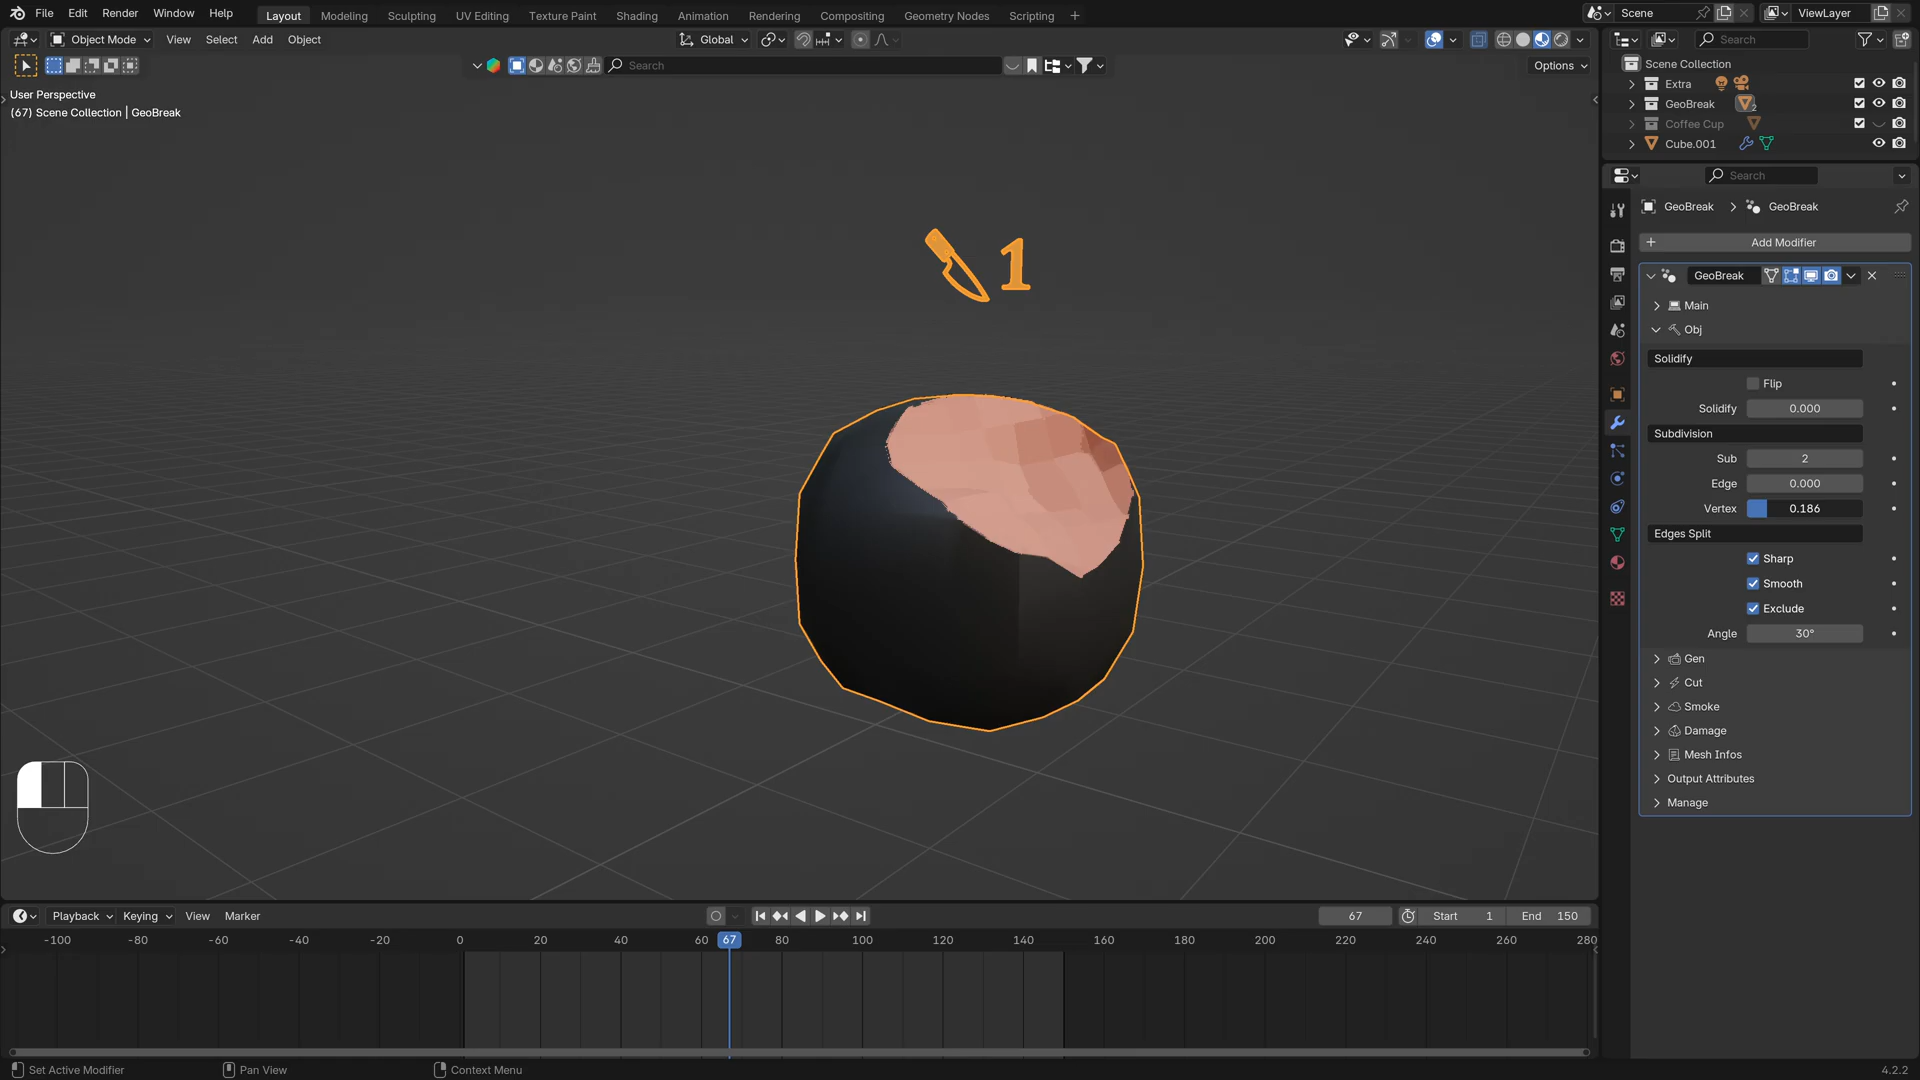 File Edit Render Window Help Layout Modeling Sculpting UV Editing Texture Paint Shading Animation Rendering Compositing Geometry Nodes Scripting Scene ViewLayer
Object Mode View Select Add Object Global Search
Search Options
User Perspective
(67) Scene Collection | GeoBreak
1
Scene Collection
Extra
GeoBreak 2
Coffee Cup
Cube.001
Search
GeoBreak GeoBreak
Add Modifier
GeoBreak
Main
Obj
Solidify
Flip
Solidify 0.000
Subdivision
Sub 2
Edge 0.000
Vertex 0.186
Edges Split
Sharp
Smooth
Exclude
Angle 30°
Gen
Cut
Smoke
Damage
Mesh Infos
Output Attributes
Manage
Playback Keying View Marker 67 Start 1 End 150
-100 -80 -60 -40 -20 0 20 40 60 67 80 100 120 140 160 180 200 220 240 260 280
Set Active Modifier Pan View Context Menu 4.2.2